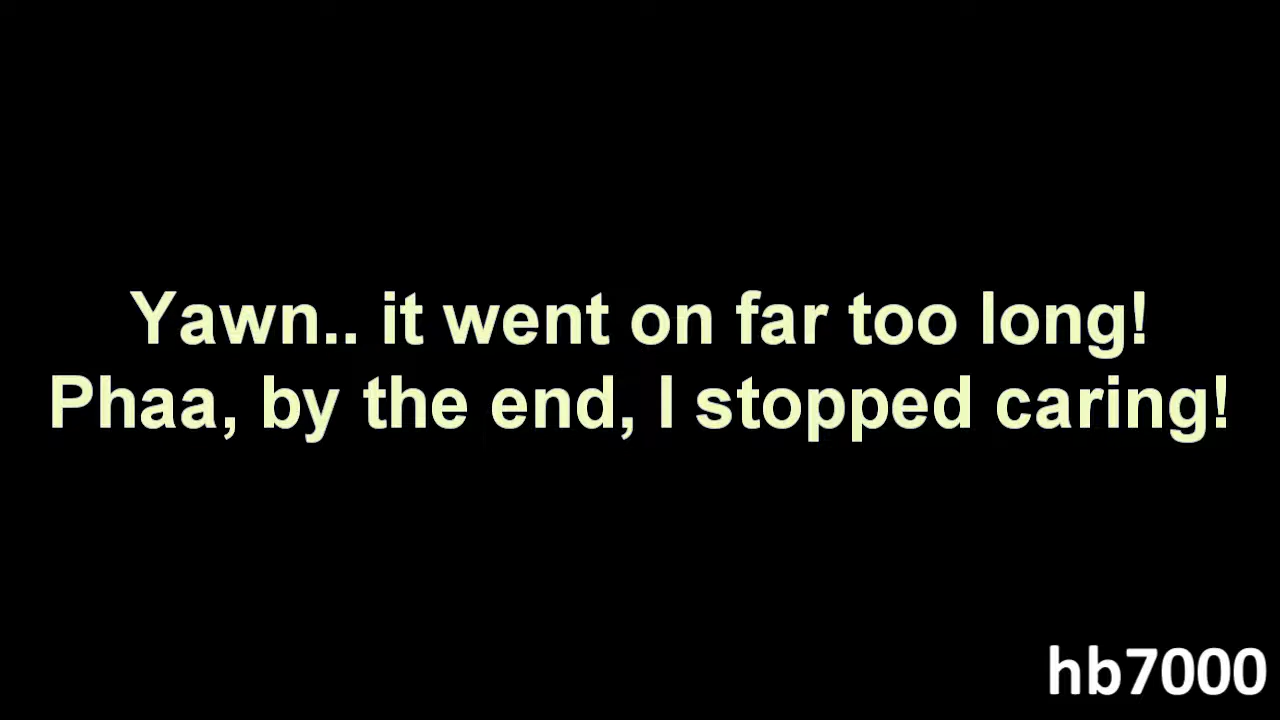 Yawn.. it went on far too long!
Phaa, by the end, I stopped caring!
hb7000